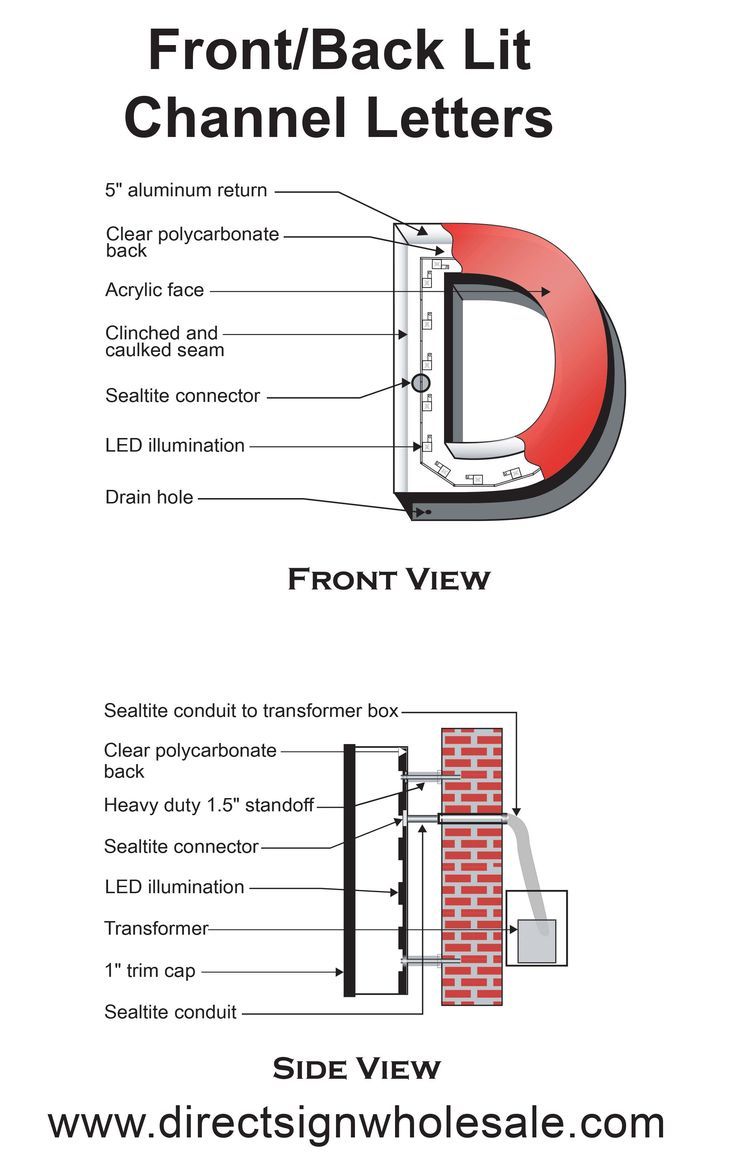 Front/Back Lit
Channel Letters
5" aluminum return
Clear polycarbonate
back
Acrylic face
Clinched and
caulked seam
Sealtite connector
LED illumination
Drain hole
Front View
Sealtite conduit to transformer box
Clear polycarbonate
back
Heavy duty 1.5" standoff
Sealtite connector
LED illumination
Transformer
1" trim cap
Sealtite conduit
Side View
www.directsignwholesale.com